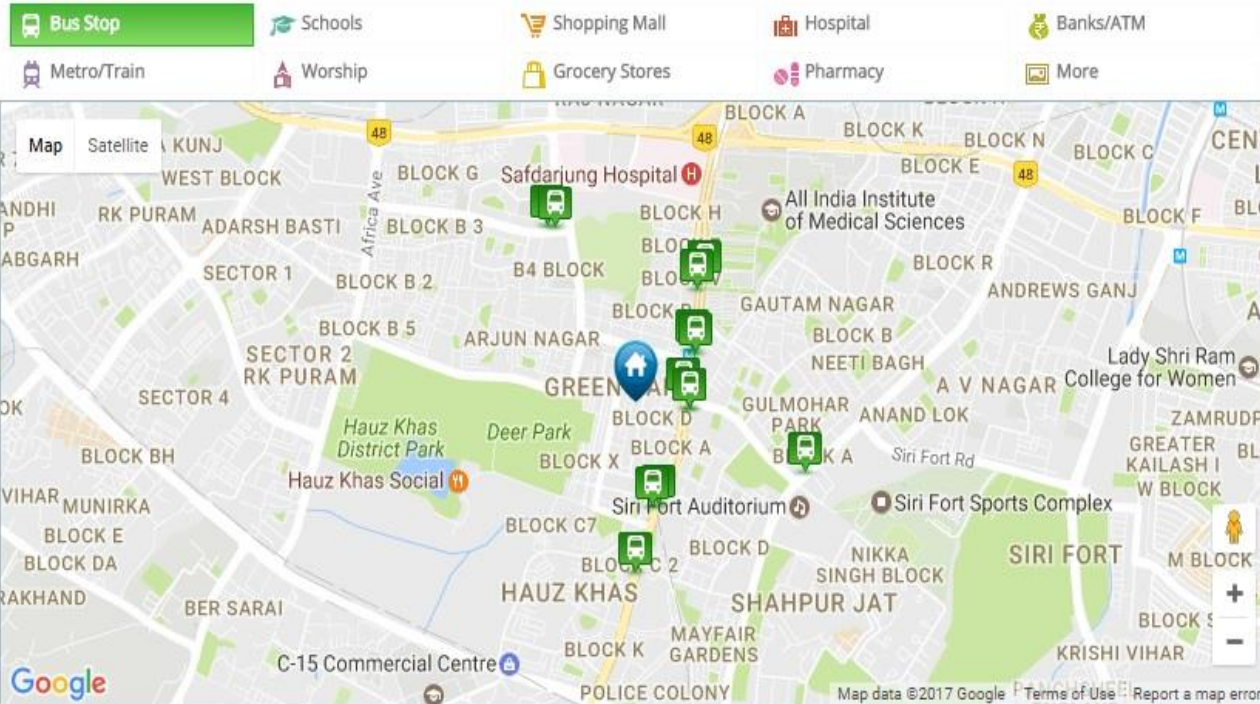 Bus Stop
Schools
Shopping Mall
Hospital
Banks/ATM
Metro/Train
Worship
Grocery Stores
Pharmacy
More
Map
Satellite
KUNJ
48
48
48
BLOCK A
BLOCK K
BLOCK N
BLOCK C
BLOCK E
WEST BLOCK
BLOCK G
Safdarjung Hospital
H
Africa Ave
RK PURAM
ADARSH BASTI
BLOCK B 3
BLOCK H
All India Institute
of Medical Sciences
BLOCK F
SECTOR 1
BLOCK B 2
B4 BLOCK
BLOCK R
ANDREWS GANJ
GAUTAM NAGAR
BLOCK B 5
ARJUN NAGAR
BLOCK B
NEETI BAGH
SECTOR 2
RK PURAM
Lady Shri Ram
College for Women
A V NAGAR
SECTOR 4
BLOCK D
GULMOHAR
PARK
ANAND LOK
Hauz Khas
District Park
Deer Park
BLOCK A
BLOCK BH
BLOCK X
Siri Fort Rd
GREATER
KAILASH I
W BLOCK
Hauz Khas Social
Siri Fort Auditorium
Siri Fort Sports Complex
VIHAR
MUNIRKA
BLOCK E
BLOCK C7
BLOCK D
NIKKA
SINGH BLOCK
SIRI FORT
M BLOCK
BLOCK DA
HAUZ KHAS
SHAHPUR JAT
BER SARAI
MAYFAIR
GARDENS
BLOCK K
C-15 Commercial Centre
KRISHI VIHAR
POLICE COLONY
Google
Map data ©2017 Google
Terms of Use
Report a map error